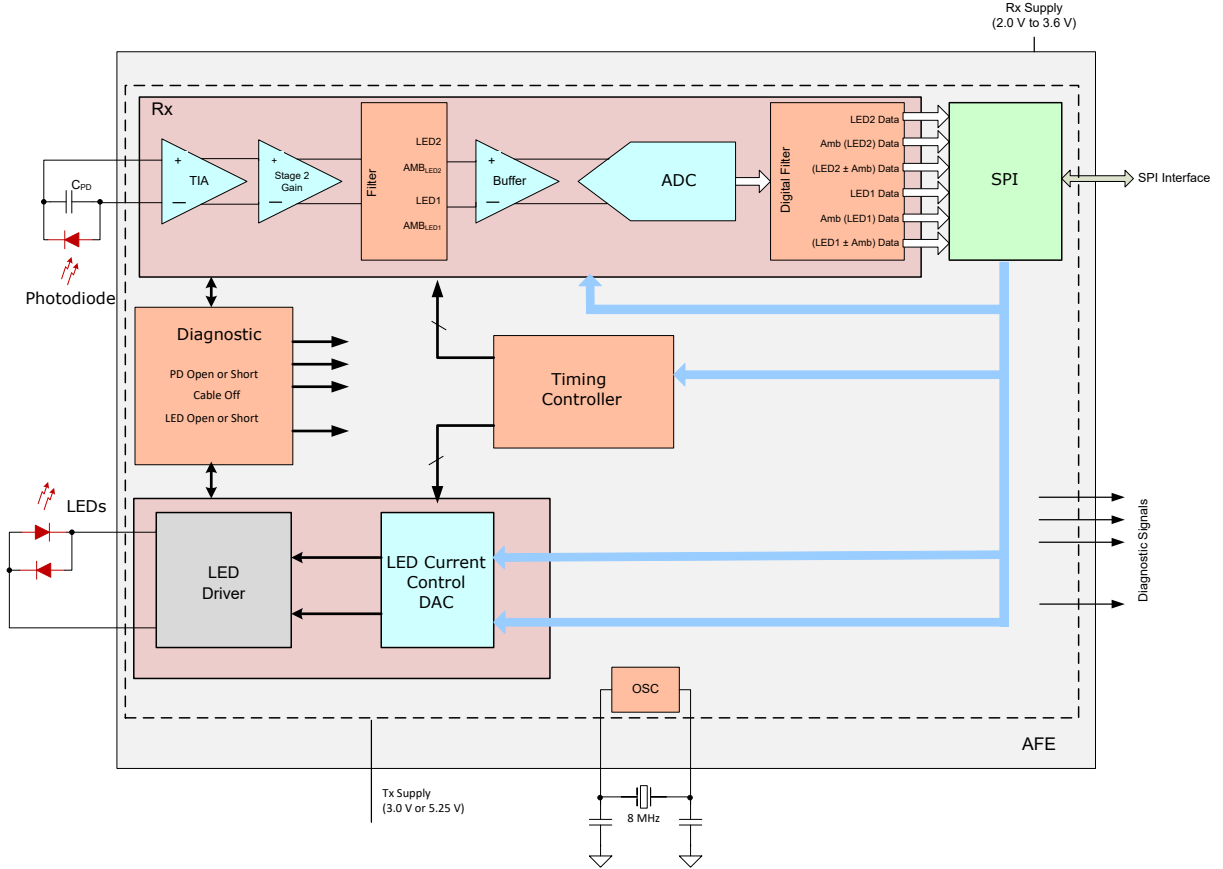 Rx Supply
(2.0 V to 3.6 V)
Rx
+
TIA
−
+
Stage 2
Gain
−
Filter
LED2
AMBLED2
LED1
AMBLED1
+
Buffer
−
ADC
Digital Filter
LED2 Data
Amb (LED2) Data
(LED2 ± Amb) Data
LED1 Data
Amb (LED1) Data
(LED1 ± Amb) Data
SPI
SPI Interface
CPD
Photodiode
Diagnostic
PD Open or Short
Cable Off
LED Open or Short
Timing
Controller
LEDs
LED
Driver
LED Current
Control
DAC
Diagnostic Signals
OSC
AFE
Tx Supply
(3.0 V or 5.25 V)
8 MHz